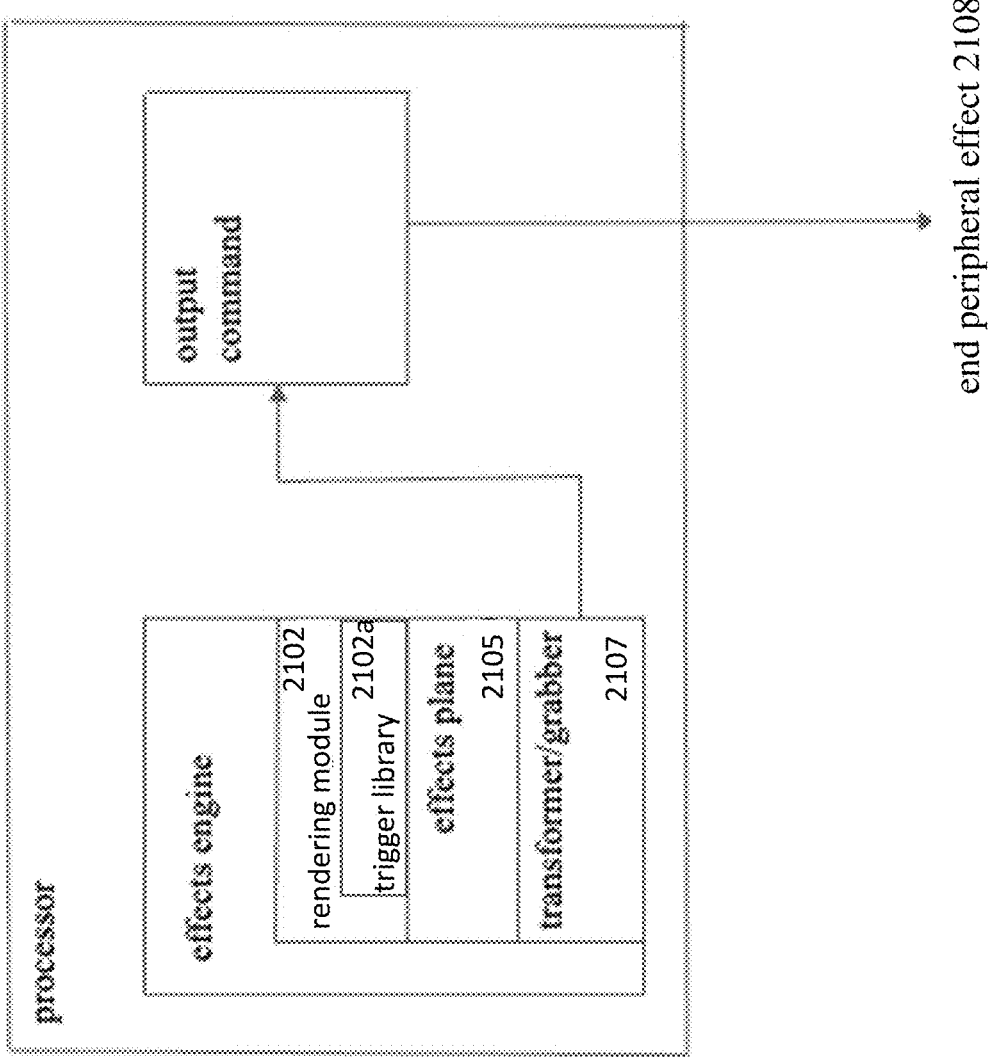 processor
effects engine
2102
rendering module
2102a
trigger library
effects plane
2105
transformer/grabber
2107
output
command
end peripheral effect 2108